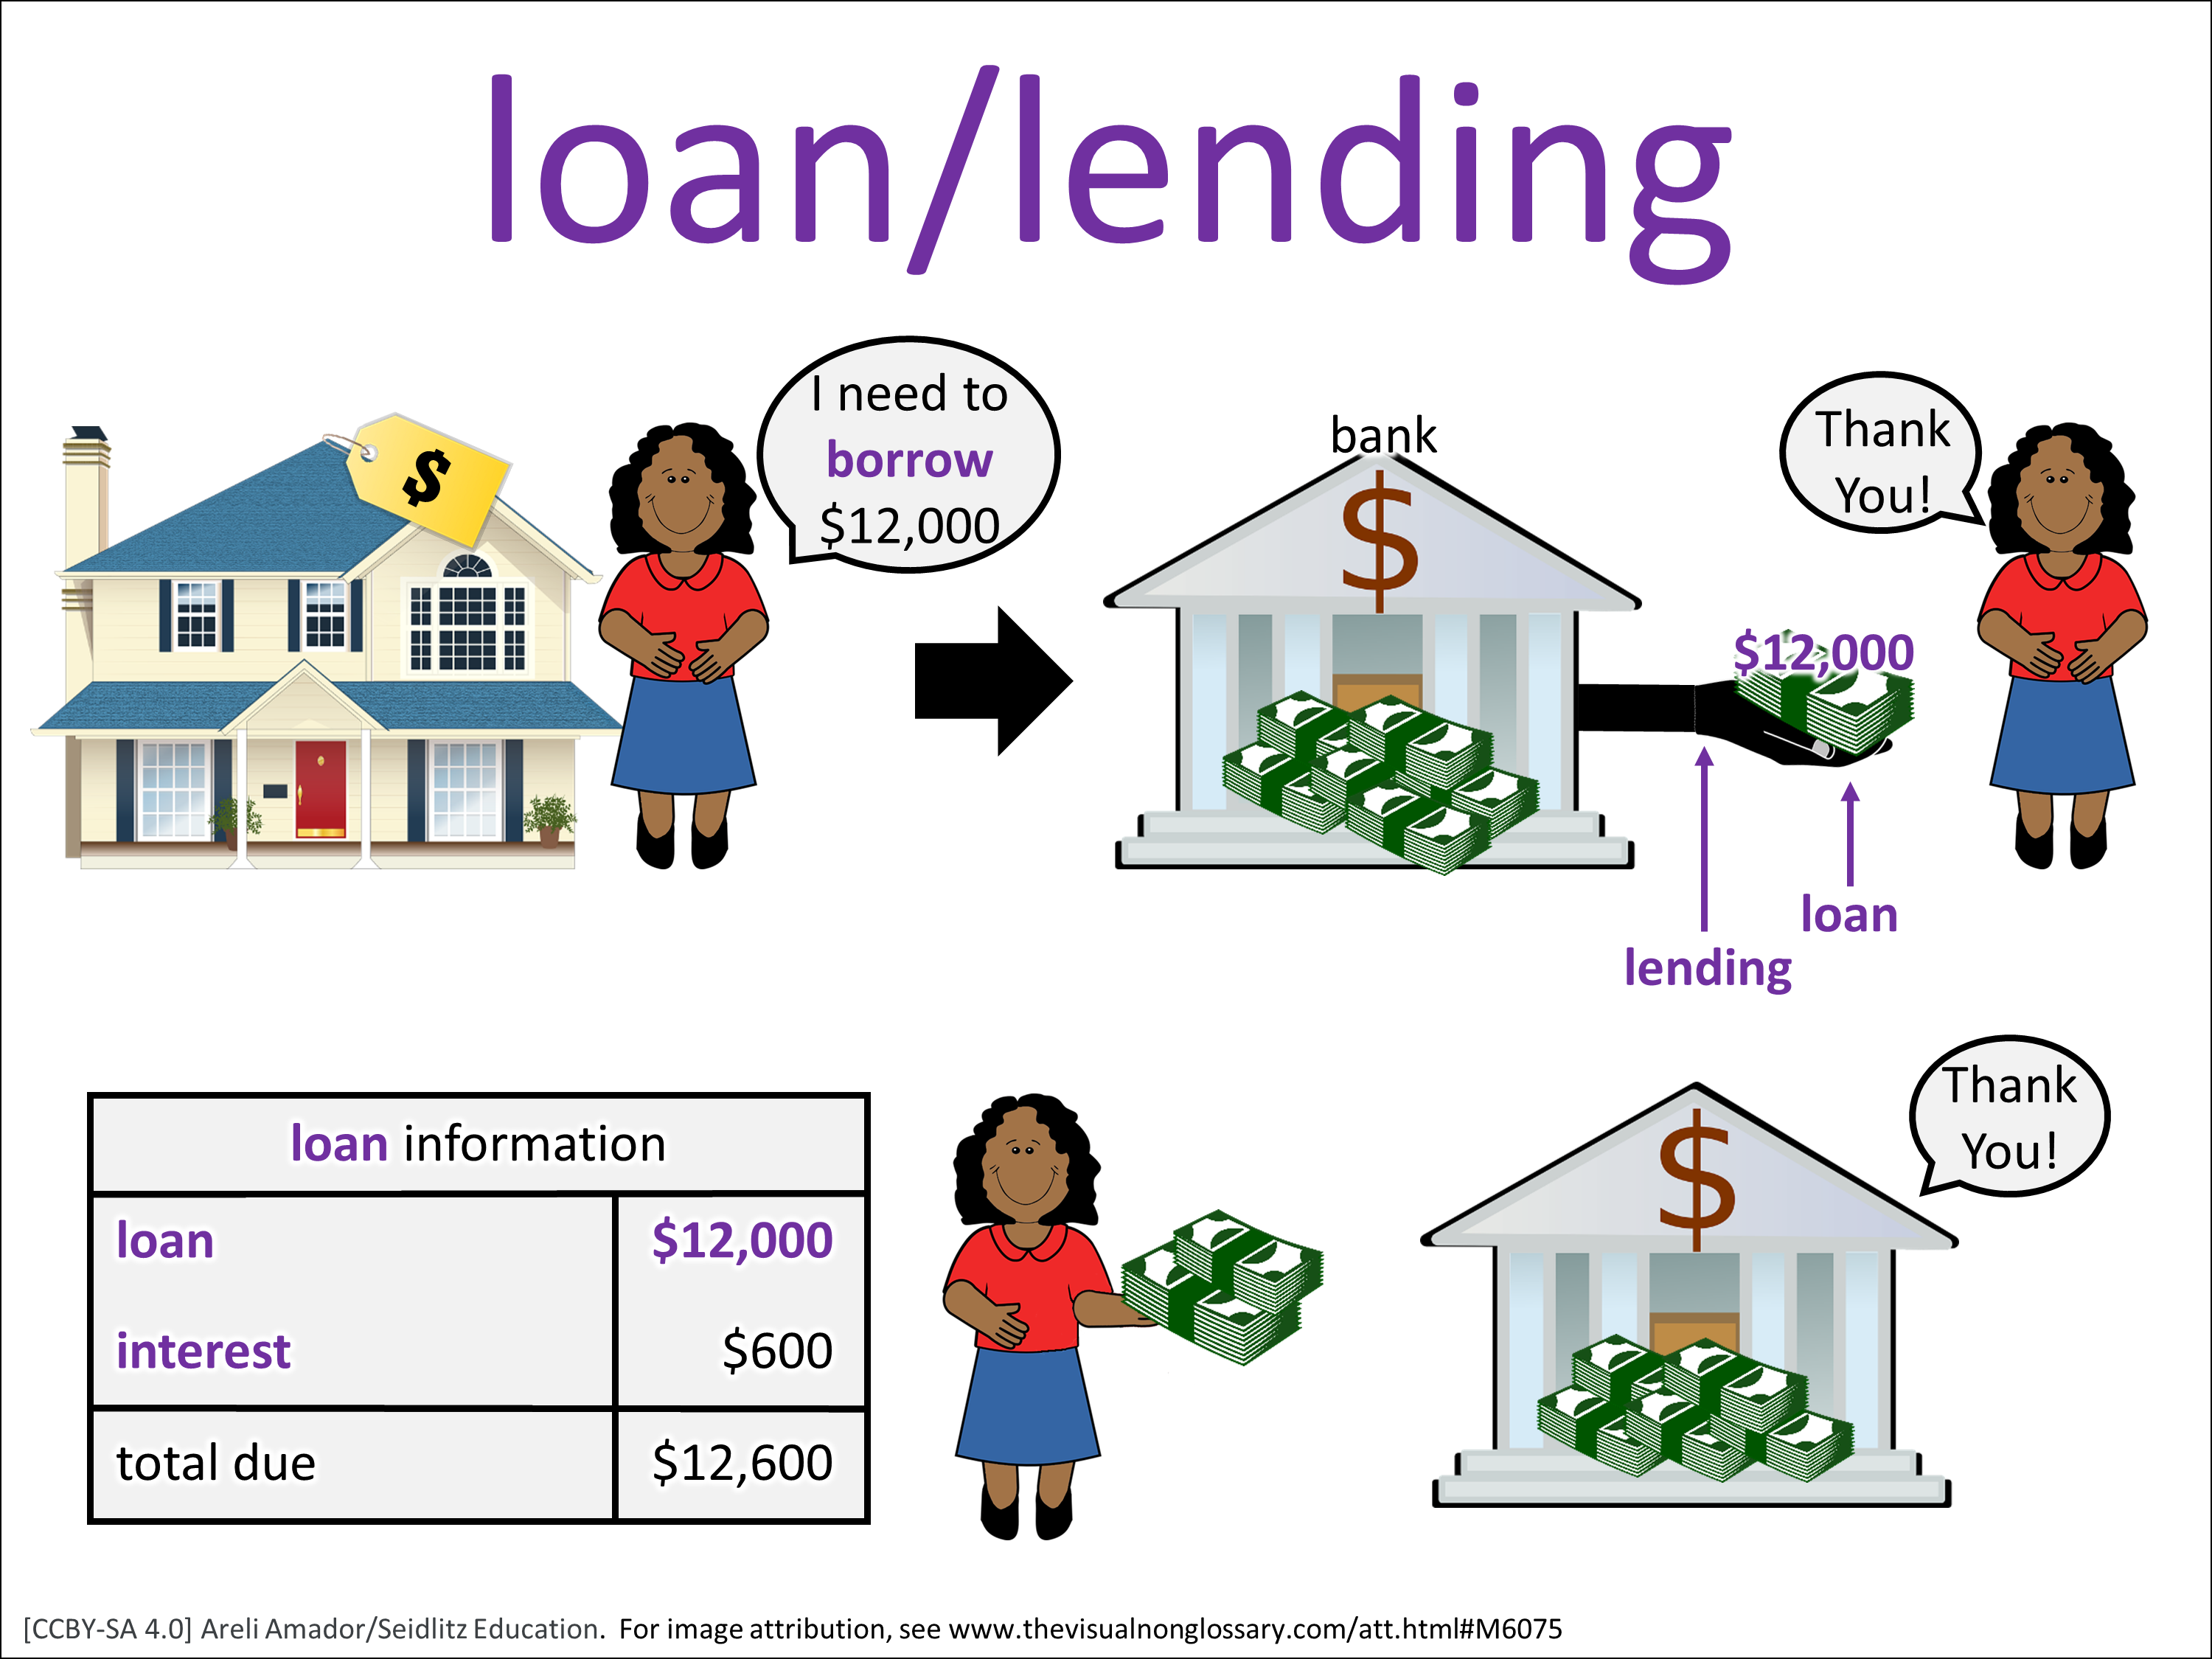 loan/lending
$
I need to
borrow
$12,000
bank
$
Thank
You!
$12,000
loan
lending
loan information
loan $12,000
interest $600
total due $12,600
$
Thank
You!
[CCBY-SA 4.0] Areli Amador/Seidlitz Education. For image attribution, see www.thevisualnonglossary.com/att.html#M6075